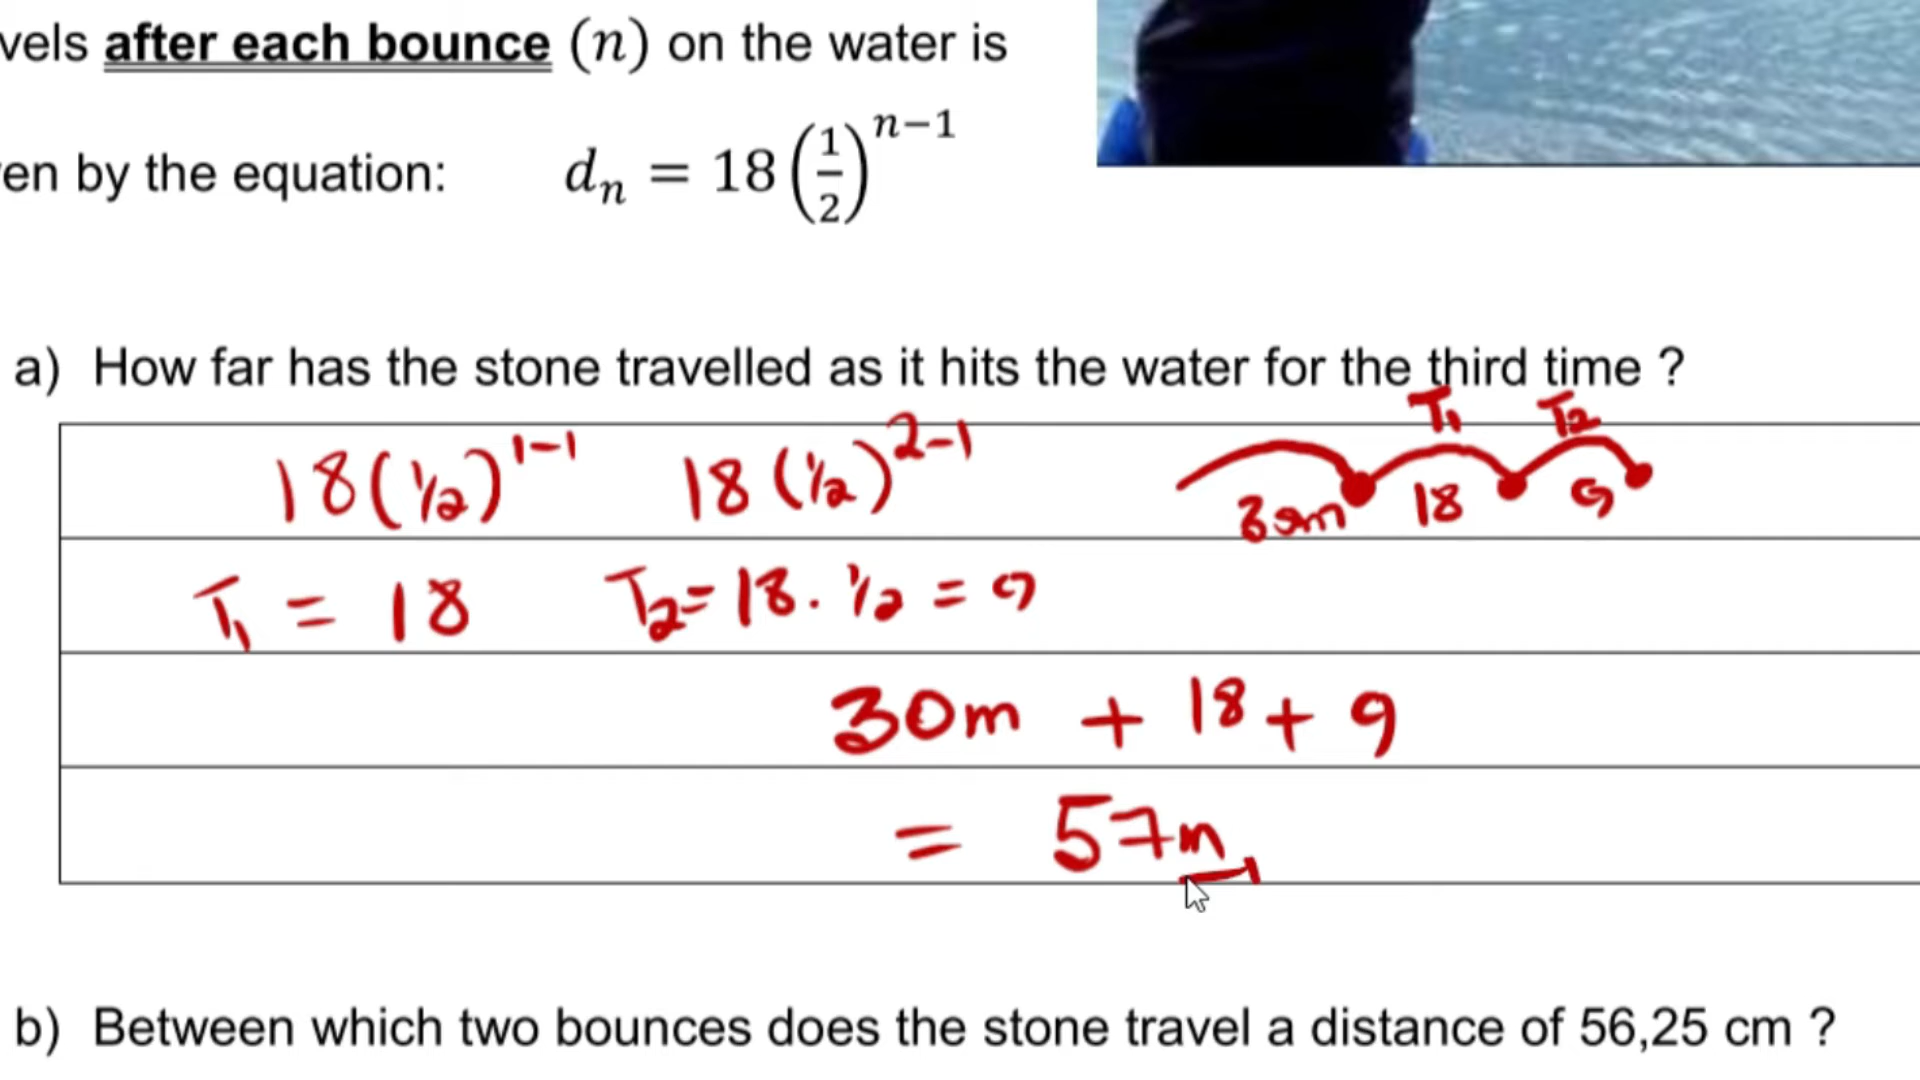 vels after each bounce (n) on the water is
en by the equation: dₙ = 18(1/2)ⁿ⁻¹
a) How far has the stone travelled as it hits the water for the third time ?
T₁ T₂
18(1/2)¹⁻¹ 18(1/2)²⁻¹
30m 18 9
T₁ = 18 T₂ = 18 . 1/2 = 9
30m + 18 + 9
= 57m
b) Between which two bounces does the stone travel a distance of 56,25 cm ?